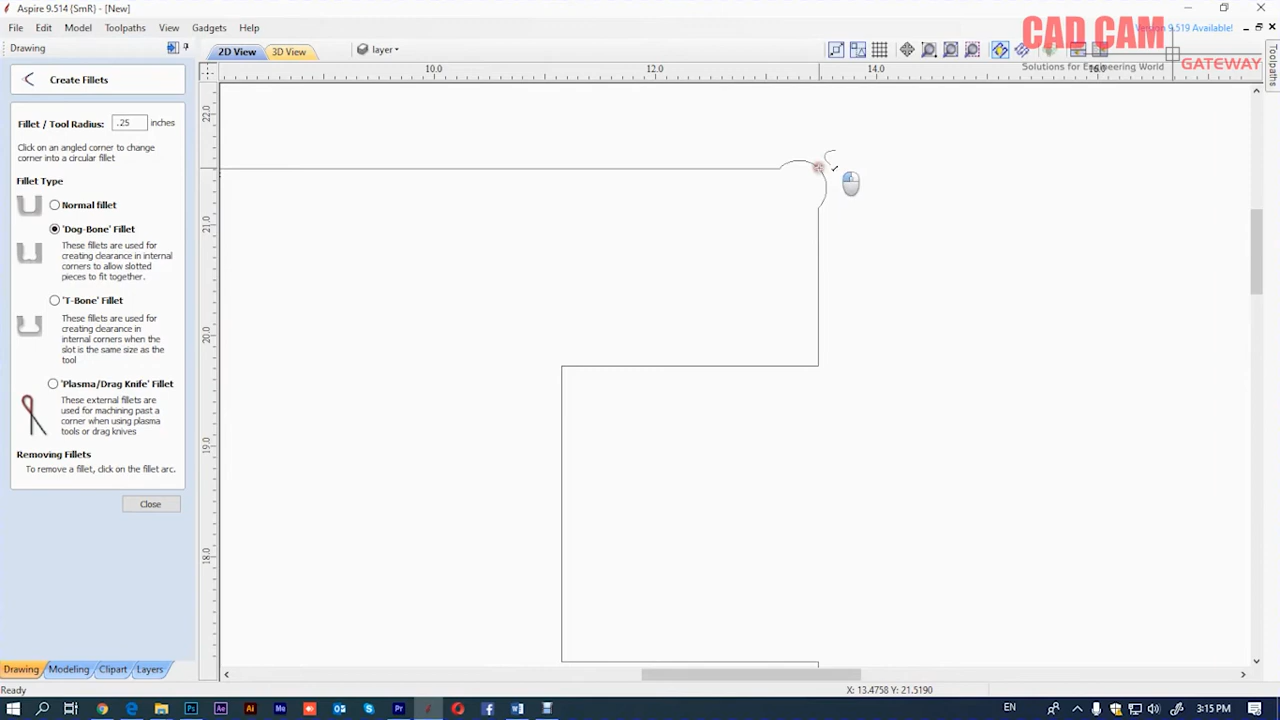 Aspire 9.514 (SmR) - [New]
File Edit Model Toolpaths View Gadgets Help
Version 9.519 Available!
CAD CAM
Solutions for Engineering World
GATEWAY
Drawing
2D View
3D View
layer
Toolpaths
Create Fillets
10.0 12.0 14.0 16.0
22.0
21.0
20.0
19.0
18.0
Fillet / Tool Radius: .25 inches
Click on an angled corner to change
corner into a circular fillet
Fillet Type
Normal fillet
'Dog-Bone' Fillet
These fillets are used for
creating clearance in internal
corners to allow slotted
pieces to fit together.
'T-Bone' Fillet
These fillets are used for
creating clearance in
internal corners when the
slot is the same size as the
tool
'Plasma/Drag Knife' Fillet
These external fillets are
used for machining past a
corner when using plasma
tools or drag knives
Removing Fillets
To remove a fillet, click on the fillet arc.
Close
Drawing Modeling Clipart Layers
Ready
X: 13.4758 Y: 21.5190
EN
3:15 PM